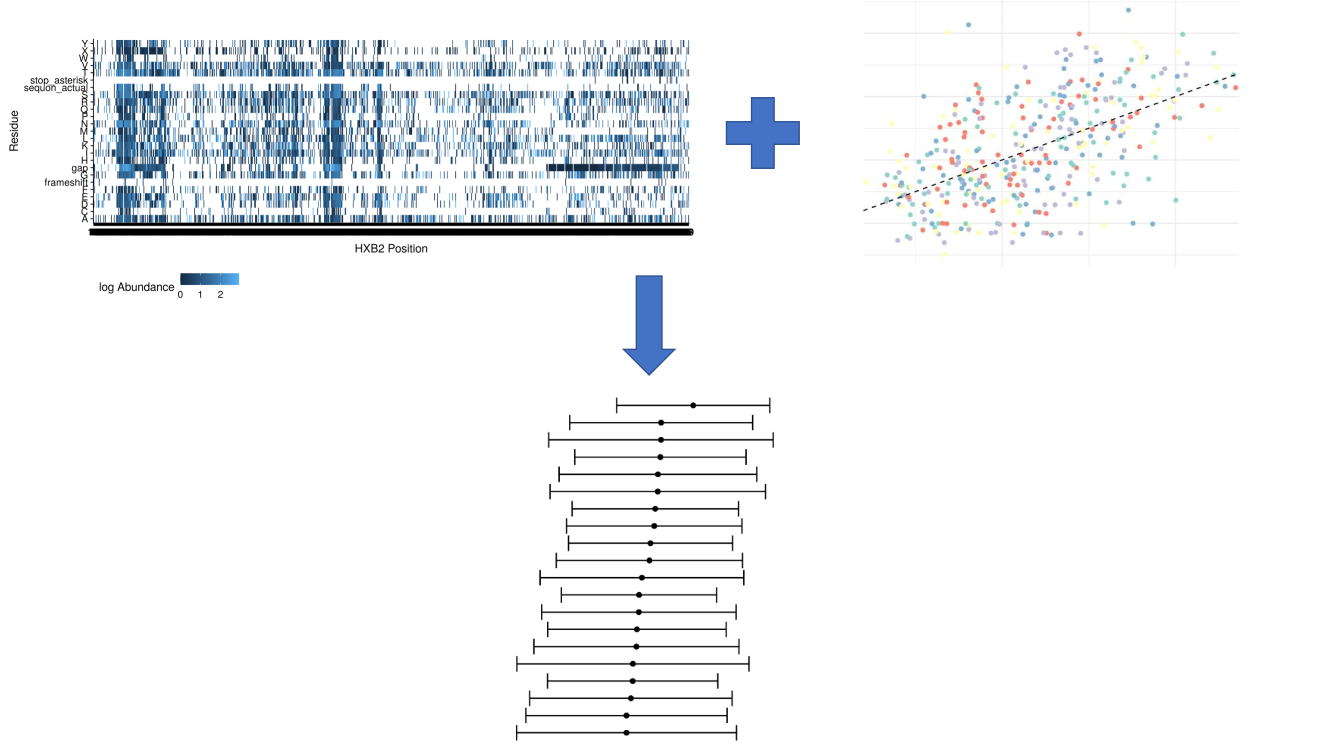 Y
X
W
V
T
stop_asterisk
sequon_actual
S
R
Q
P
N
M
L
K
I
H
gap
G
frameshift
F
E
D
C
A
Residue
HXB2 Position
log Abundance
0 1 2